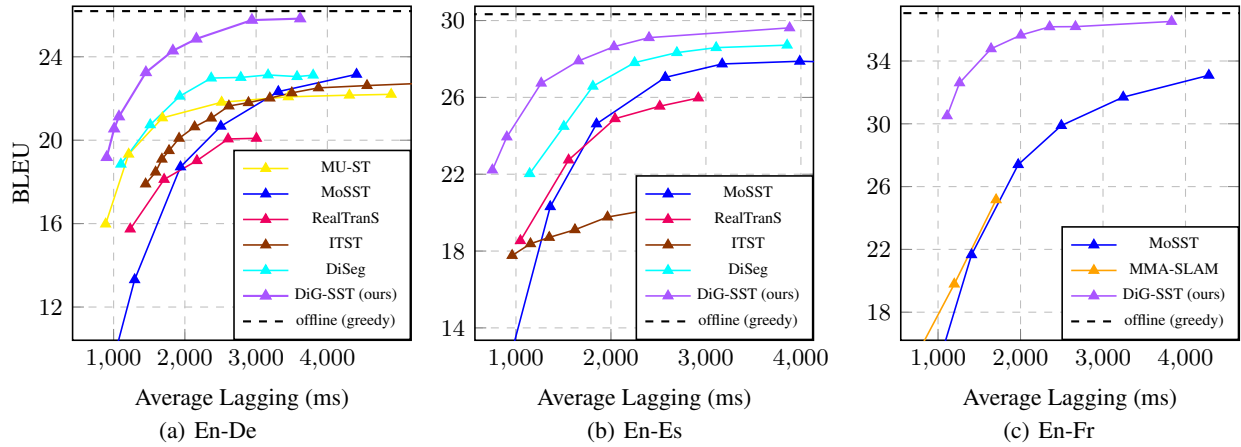 BLEU
24
20
16
12
1,000 2,000 3,000 4,000
MU-ST
MoSST
RealTranS
ITST
DiSeg
DiG-SST (ours)
offline (greedy)
Average Lagging (ms)
(a) En-De
30
26
22
18
14
1,000 2,000 3,000 4,000
MoSST
RealTranS
ITST
DiSeg
DiG-SST (ours)
offline (greedy)
Average Lagging (ms)
(b) En-Es
34
30
26
22
18
1,000 2,000 3,000 4,000
MoSST
MMA-SLAM
DiG-SST (ours)
offline (greedy)
Average Lagging (ms)
(c) En-Fr